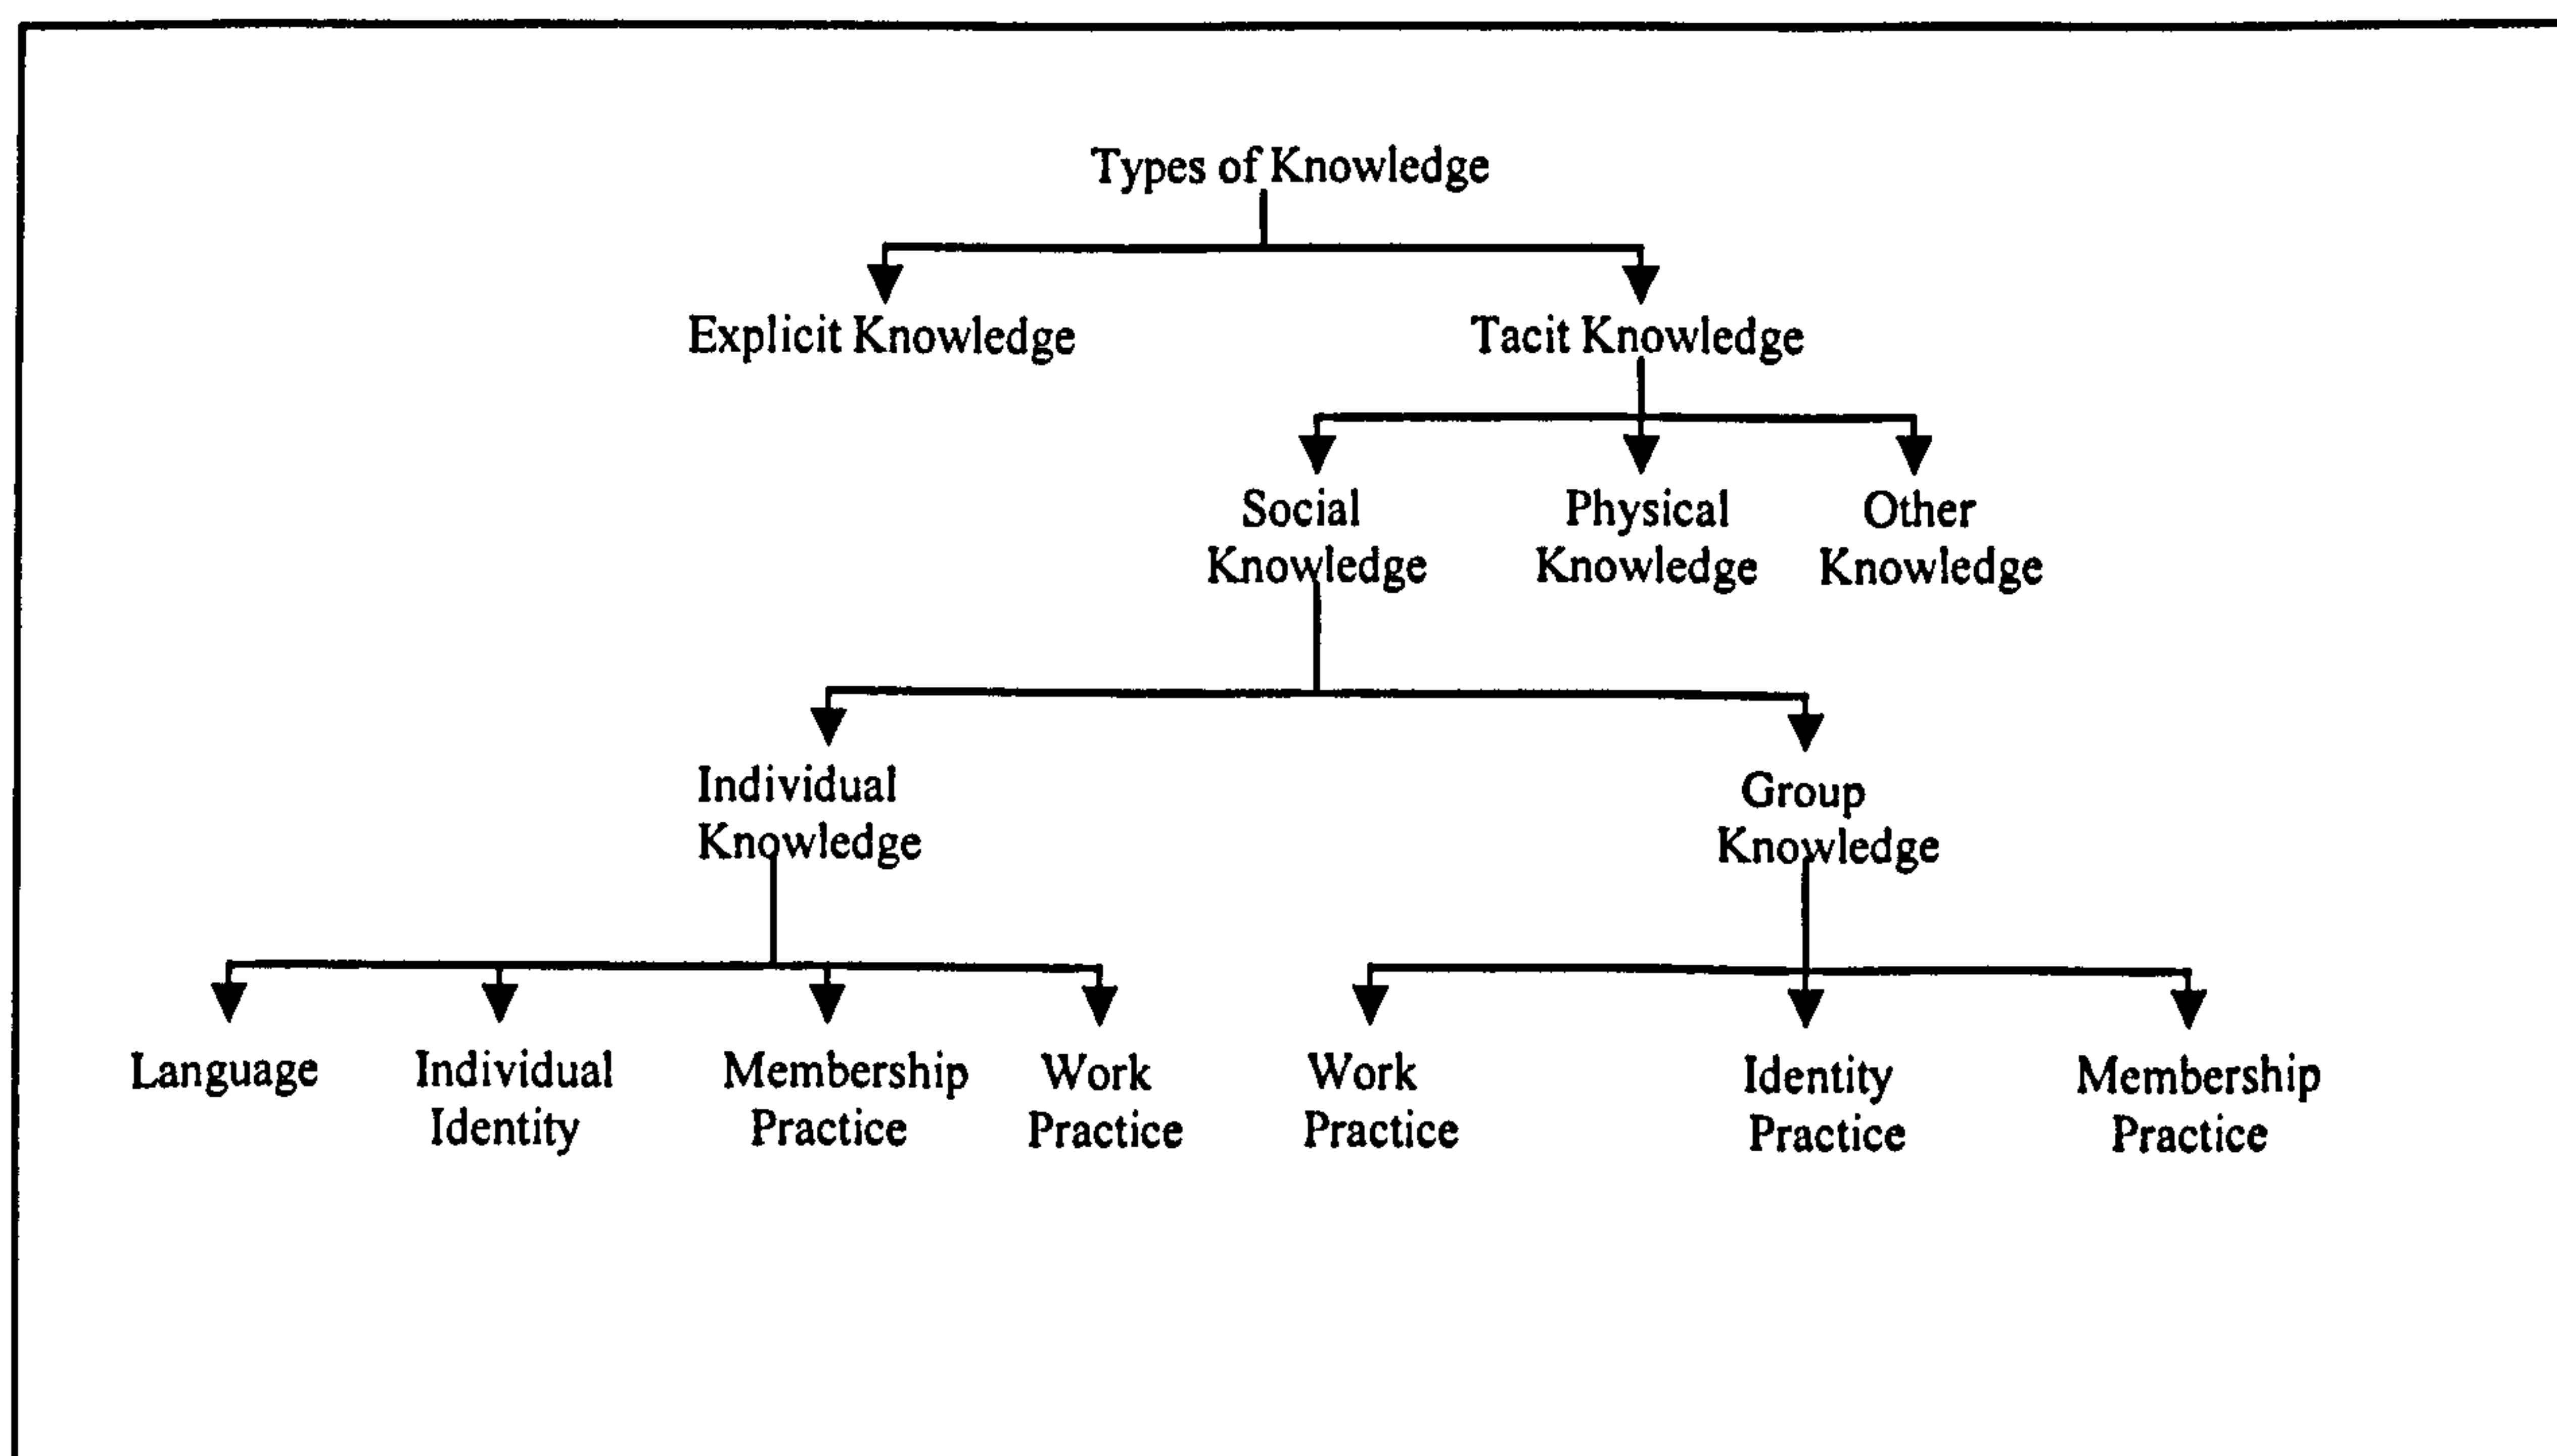 Types of Knowledge
Explicit Knowledge
Tacit Knowledge
Social
Knowledge
Physical
Knowledge
Other
Knowledge
Individual
Knowledge
Group
Knowledge
Language
Individual
Identity
Membership
Practice
Work
Practice
Work
Practice
Identity
Practice
Membership
Practice